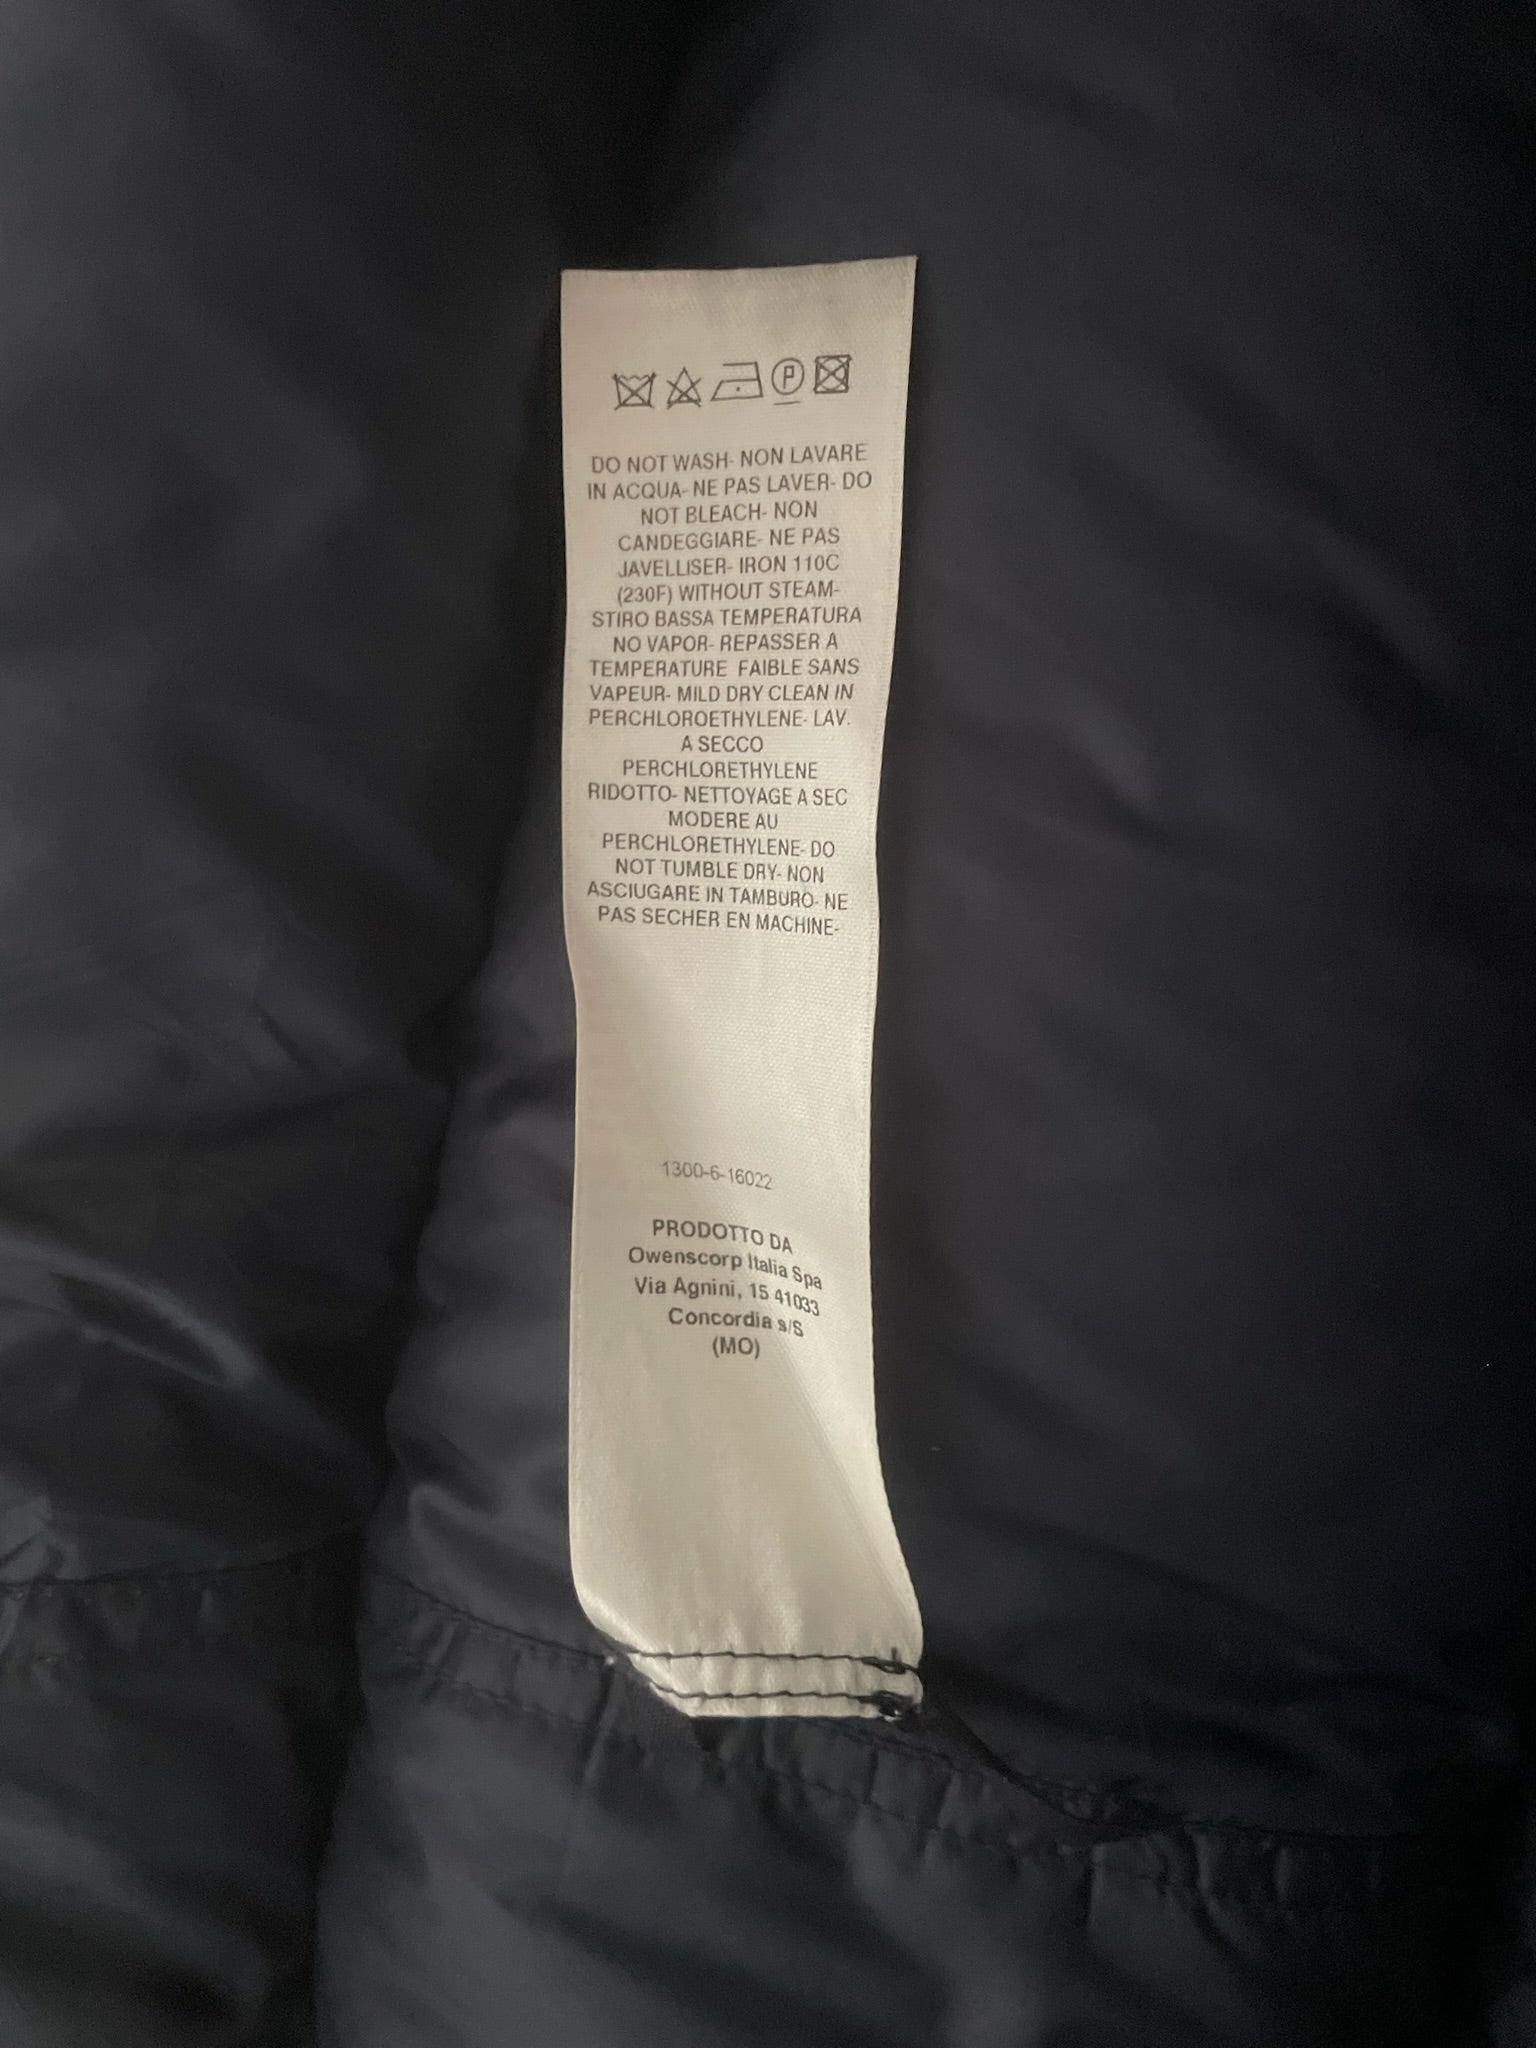 P
DO NOT WASH- NON LAVARE
IN ACQUA- NE PAS LAVER- DO
NOT BLEACH- NON
CANDEGGIARE- NE PAS
JAVELLISER- IRON 110C
(230F) WITHOUT STEAM-
STIRO BASSA TEMPERATURA
NO VAPOR- REPASSER A
TEMPERATURE FAIBLE SANS
VAPEUR- MILD DRY CLEAN IN
PERCHLOROETHYLENE- LAV.
A SECCO
PERCHLORETHYLENE
RIDOTTO- NETTOYAGE A SEC
MODERE AU
PERCHLORETHYLENE- DO
NOT TUMBLE DRY- NON
ASCIUGARE IN TAMBURO- NE
PAS SECHER EN MACHINE-
1300-6-16022
PRODOTTO DA
Owenscorp Italia Spa
Via Agnini, 15 41033
Concordia s/S
(MO)